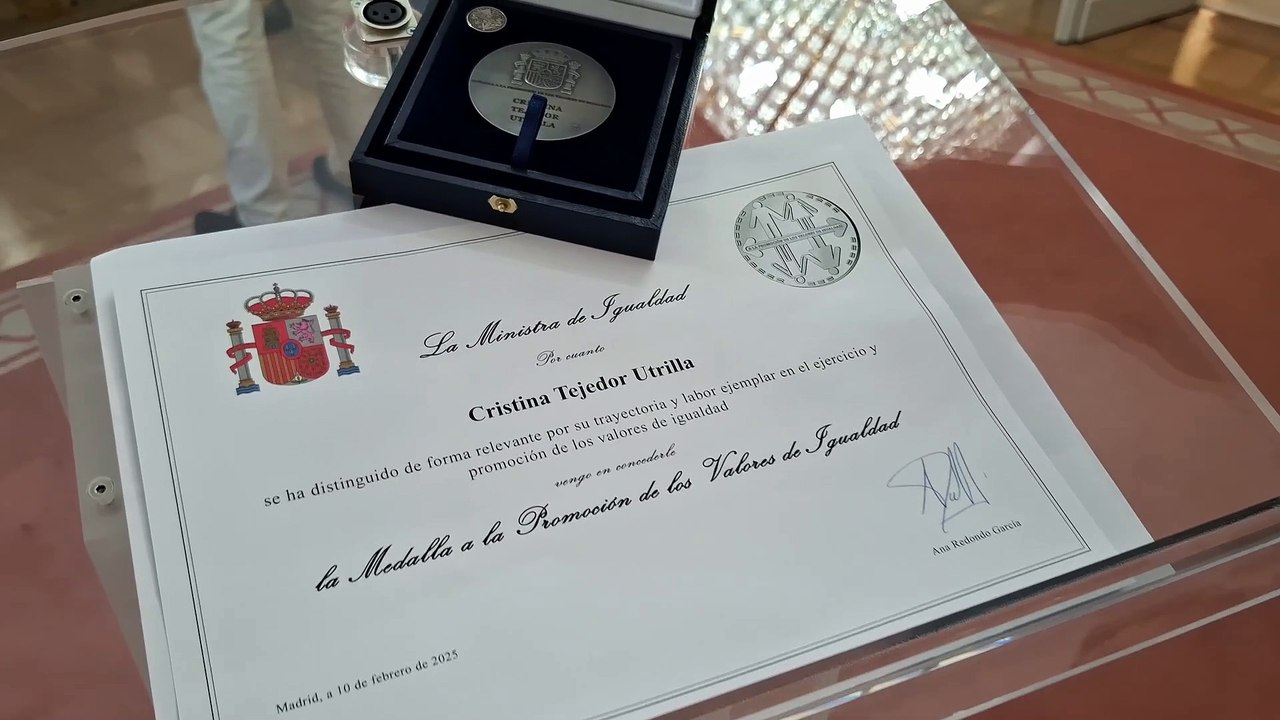 CRISTINA
TEJEDOR
UTRILLA
La Ministra de Igualdad
Por cuanto
Cristina Tejedor Utrilla
se ha distinguido de forma relevante por su trayectoria y labor ejemplar en el ejercicio y
promoción de los valores de igualdad
vengo en concederle
la Medalla a la Promoción de los Valores de Igualdad
Ana Redondo García
Madrid, a 10 de febrero de 2025